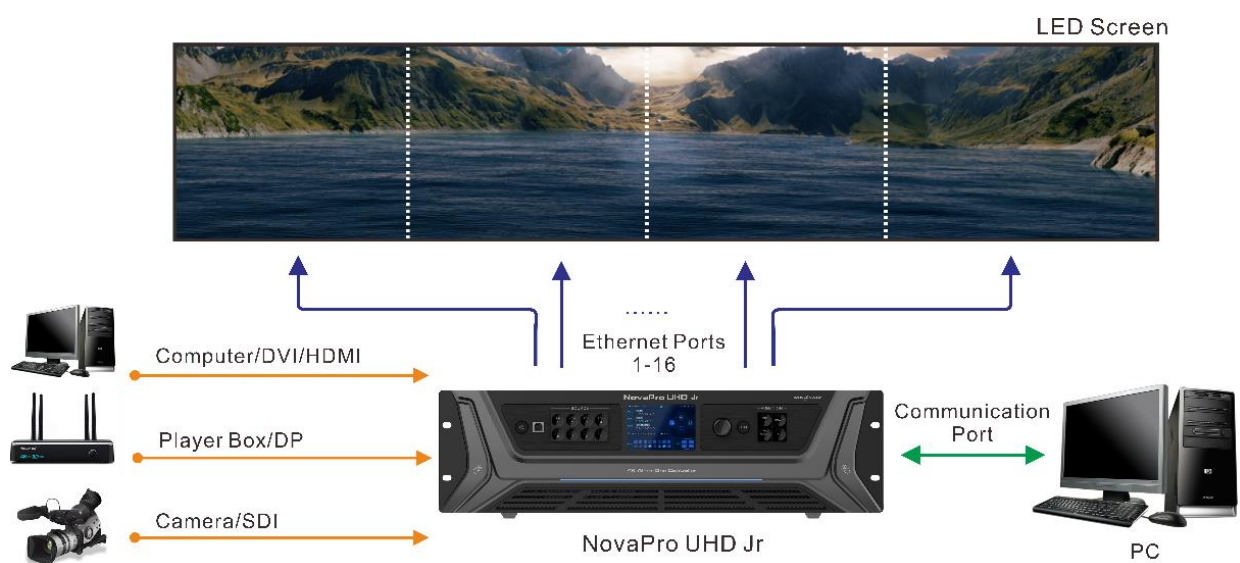 LED Screen
......
Ethernet Ports
1-16
Computer/DVI/HDMI
Player Box/DP
Camera/SDI
NovaPro UHD Jr
Communication
Port
NovaPro UHD Jr
PC